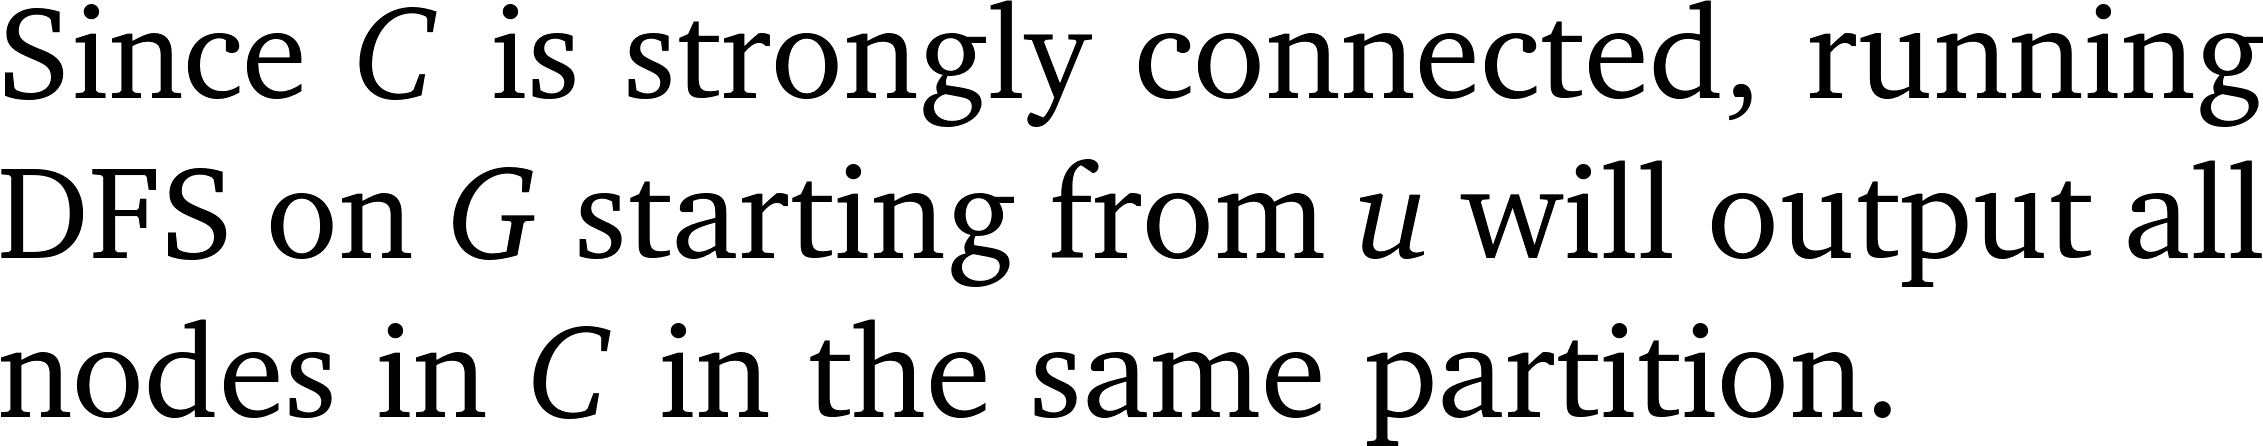 Since C is strongly connected, running
DFS on G starting from u will output all
nodes in C in the same partition.